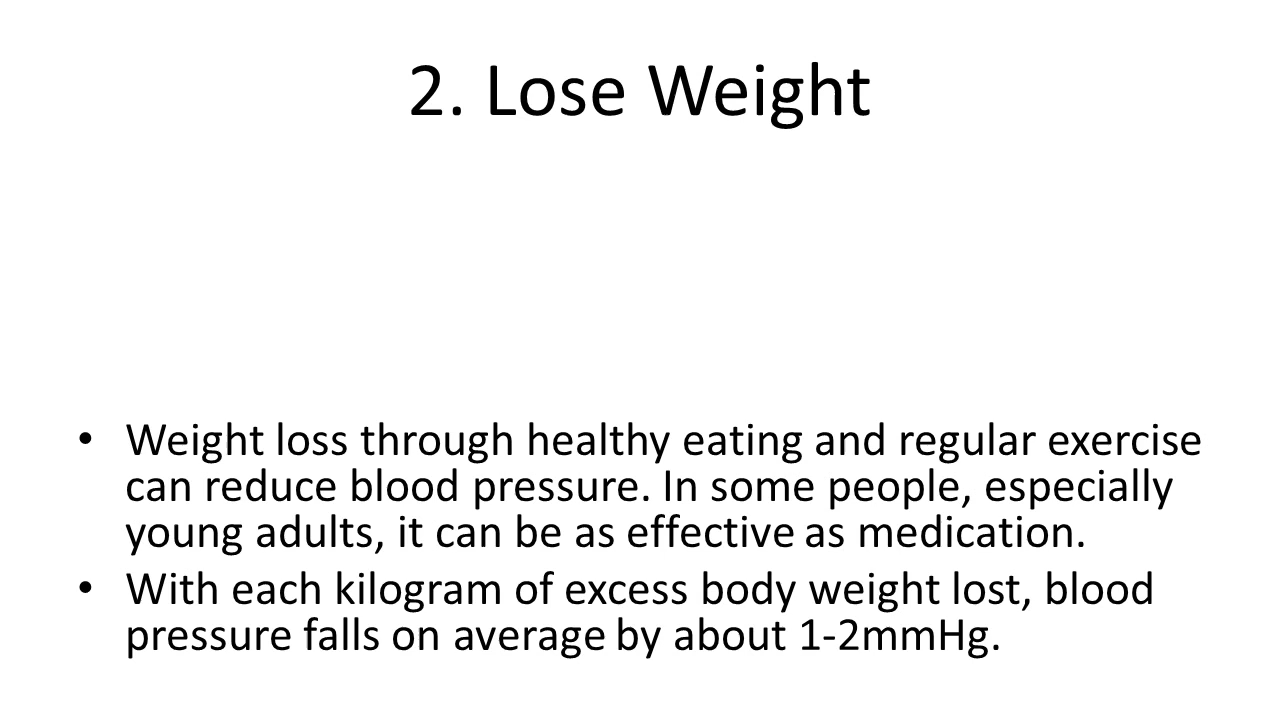 2. Lose Weight
• Weight loss through healthy eating and regular exercise
can reduce blood pressure. In some people, especially
young adults, it can be as effective as medication.
• With each kilogram of excess body weight lost, blood
pressure falls on average by about 1-2mmHg.